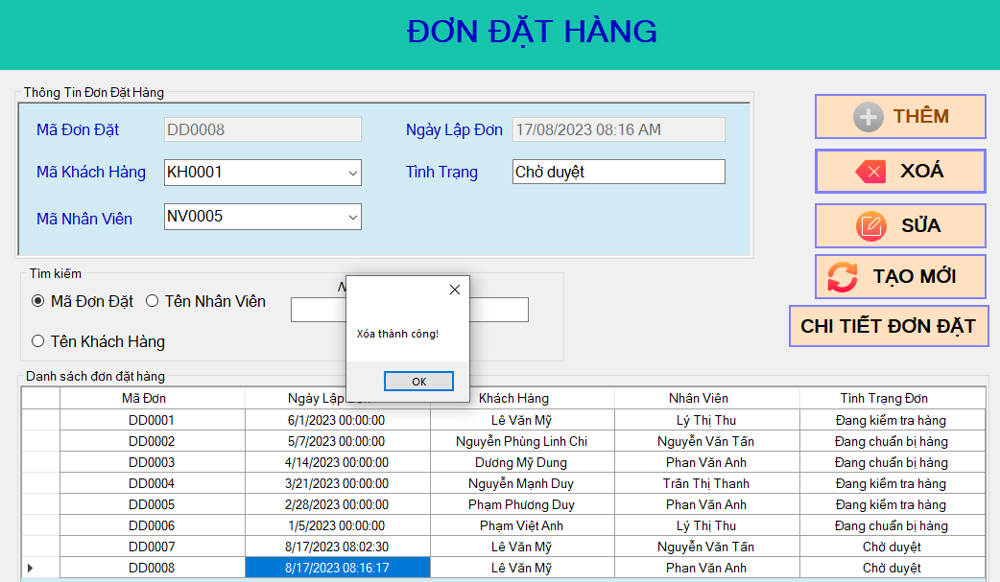 ĐƠN ĐẶT HÀNG
Thông Tin Đơn Đặt Hàng
Mã Đơn Đặt DD0008 Ngày Lập Đơn 17/08/2023 08:16 AM
Mã Khách Hàng KH0001 Tình Trạng Chờ duyệt
Mã Nhân Viên NV0005
THÊM
XOÁ
SỬA
TẠO MỚI
CHI TIẾT ĐƠN ĐẶT
Tìm kiếm
Mã Đơn Đặt Tên Nhân Viên
Tên Khách Hàng
Xóa thành công!
OK
Danh sách đơn đặt hàng
Mã Đơn Ngày Lập Khách Hàng Nhân Viên Tình Trạng Đơn
DD0001 6/1/2023 00:00:00 Lê Văn Mỹ Lý Thị Thu Đang kiểm tra hàng
DD0002 5/7/2023 00:00:00 Nguyễn Phùng Linh Chi Nguyễn Văn Tấn Đang chuẩn bị hàng
DD0003 4/14/2023 00:00:00 Dương Mỹ Dung Phan Văn Anh Đang chuẩn bị hàng
DD0004 3/21/2023 00:00:00 Nguyễn Mạnh Duy Trần Thị Thanh Đang kiểm tra hàng
DD0005 2/28/2023 00:00:00 Phạm Phương Duy Phan Văn Anh Đang kiểm tra hàng
DD0006 1/5/2023 00:00:00 Phạm Việt Anh Lý Thị Thu Đang chuẩn bị hàng
DD0007 8/17/2023 08:02:30 Lê Văn Mỹ Nguyễn Văn Tấn Chờ duyệt
DD0008 8/17/2023 08:16:17 Lê Văn Mỹ Phan Văn Anh Chờ duyệt